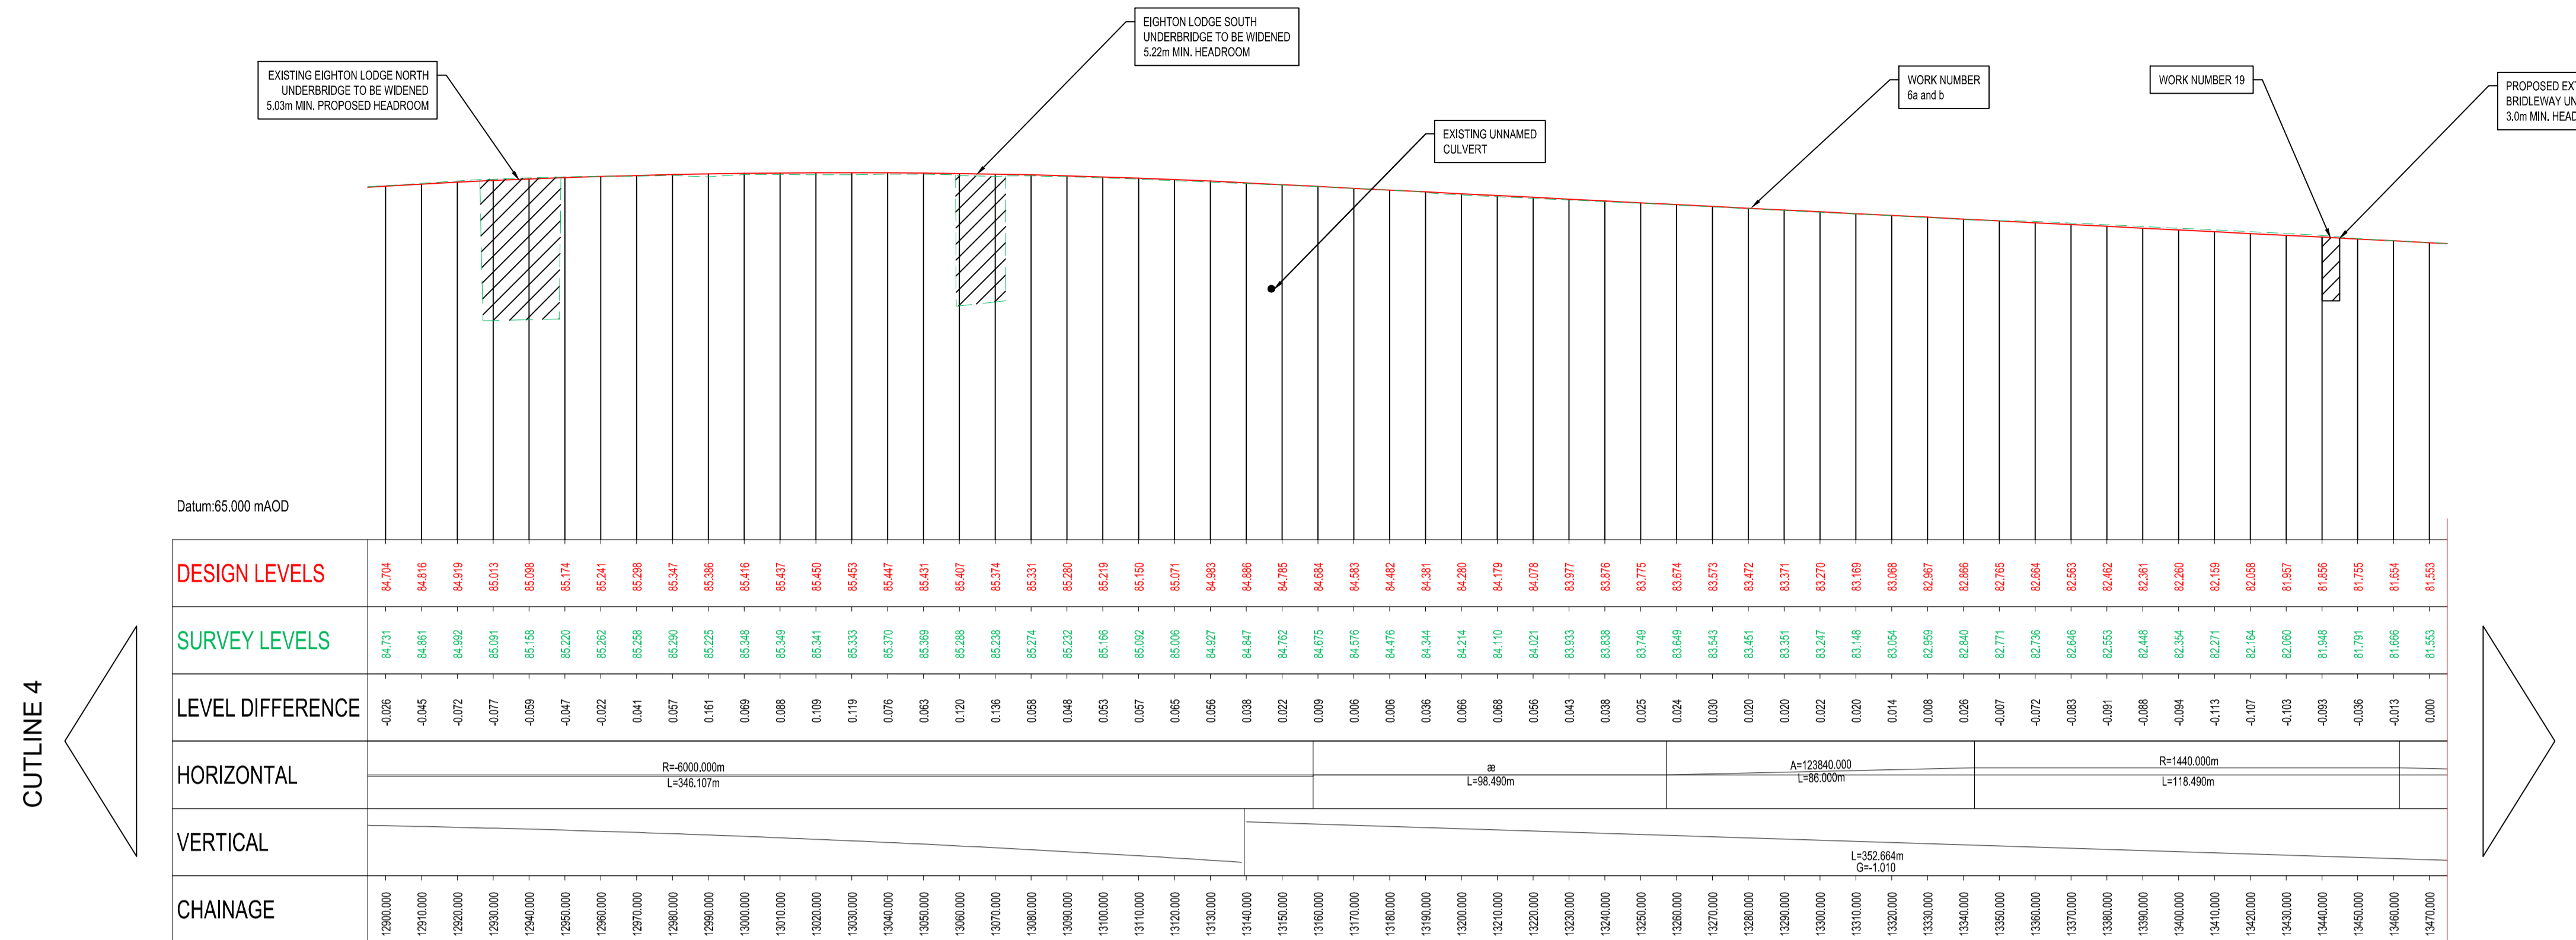 EIGHTON LODGE SOUTH
UNDERBRIDGE TO BE WIDENED
5.22m MIN. HEADROOM
EXISTING EIGHTON LODGE NORTH
UNDERBRIDGE TO BE WIDENED
5.03m MIN. PROPOSED HEADROOM
WORK NUMBER
6a and b
WORK NUMBER 19
PROPOSED EXT
BRIDLEWAY UN
3.0m MIN. HEAD
EXISTING UNNAMED
CULVERT
Datum:65.000 mAOD
CUTLINE 4
DESIGN LEVELS
84.704 84.816 84.919 85.013 85.098 85.174 85.241 85.298 85.347 85.386 85.416 85.437 85.450 85.453 85.447 85.431 85.407 85.374 85.331 85.280 85.219 85.150 85.071 84.983 84.886 84.785 84.684 84.583 84.482 84.381 84.280 84.179 84.078 83.977 83.876 83.775 83.674 83.573 83.472 83.371 83.270 83.169 83.068 82.967 82.866 82.765 82.664 82.563 82.462 82.361 82.260 82.159 82.058 81.957 81.856 81.755 81.654 81.553
SURVEY LEVELS
84.731 84.861 84.992 85.091 85.158 85.220 85.262 85.258 85.290 85.225 85.348 85.349 85.341 85.333 85.370 85.369 85.288 85.238 85.274 85.232 85.166 85.092 85.006 84.927 84.847 84.762 84.675 84.576 84.476 84.344 84.214 84.110 84.021 83.933 83.838 83.749 83.649 83.543 83.451 83.351 83.247 83.148 83.054 82.959 82.840 82.771 82.736 82.646 82.553 82.448 82.354 82.271 82.164 82.060 81.948 81.791 81.666 81.553
LEVEL DIFFERENCE
-0.026 -0.045 -0.072 -0.077 -0.059 -0.047 -0.022 0.041 0.057 0.161 0.069 0.088 0.109 0.119 0.076 0.063 0.120 0.136 0.058 0.048 0.053 0.057 0.065 0.056 0.038 0.022 0.009 0.006 0.006 0.036 0.066 0.068 0.056 0.043 0.038 0.025 0.024 0.030 0.020 0.020 0.022 0.020 0.014 0.008 0.026 -0.007 -0.072 -0.083 -0.091 -0.088 -0.094 -0.113 -0.107 -0.103 -0.093 -0.036 -0.013 0.000
HORIZONTAL
R=-6000.000m
L=346.107m
æ
L=98.490m
A=123840.000
L=86.000m
R=1440.000m
L=118.490m
VERTICAL
L=352.664m
G=-1.010
CHAINAGE
12900.000 12910.000 12920.000 12930.000 12940.000 12950.000 12960.000 12970.000 12980.000 12990.000 13000.000 13010.000 13020.000 13030.000 13040.000 13050.000 13060.000 13070.000 13080.000 13090.000 13100.000 13110.000 13120.000 13130.000 13140.000 13150.000 13160.000 13170.000 13180.000 13190.000 13200.000 13210.000 13220.000 13230.000 13240.000 13250.000 13260.000 13270.000 13280.000 13290.000 13300.000 13310.000 13320.000 13330.000 13340.000 13350.000 13360.000 13370.000 13380.000 13390.000 13400.000 13410.000 13420.000 13430.000 13440.000 13450.000 13460.000 13470.000